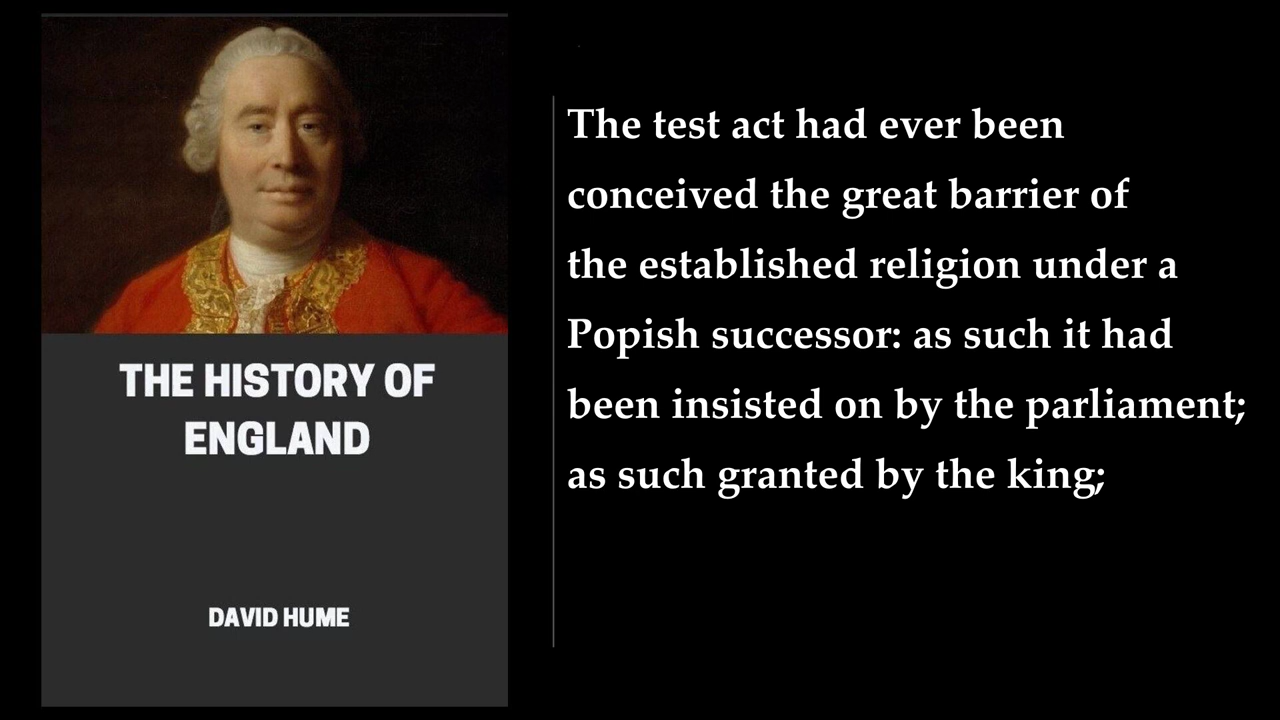 THE HISTORY OF
ENGLAND
DAVID HUME
The test act had ever been
conceived the great barrier of
the established religion under a
Popish successor: as such it had
been insisted on by the parliament;
as such granted by the king;